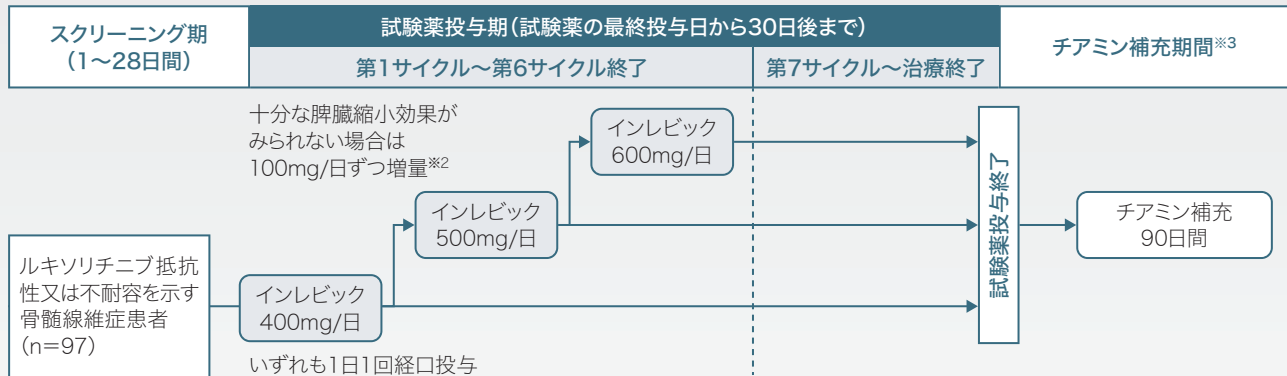 スクリーニング期
（1～28日間）
試験薬投与期（試験薬の最終投与日から30日後まで）
第1サイクル～第6サイクル終了
第7サイクル～治療終了
チアミン補充期間※3
十分な脾臓縮小効果が
みられない場合は
100mg/日ずつ増量※2
インレビック
600mg/日
インレビック
500mg/日
ルキソリチニブ抵抗
性又は不耐容を示す
骨髄線維症患者
（n＝97）
インレビック
400mg/日
いずれも1日1回経口投与
試験薬投与終了
チアミン補充
90日間